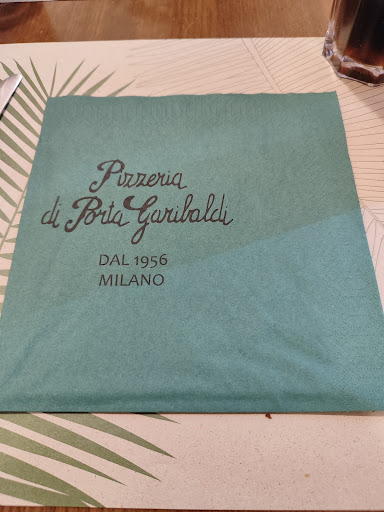 Pizzeria
di Porta Garibaldi
DAL 1956
MILANO